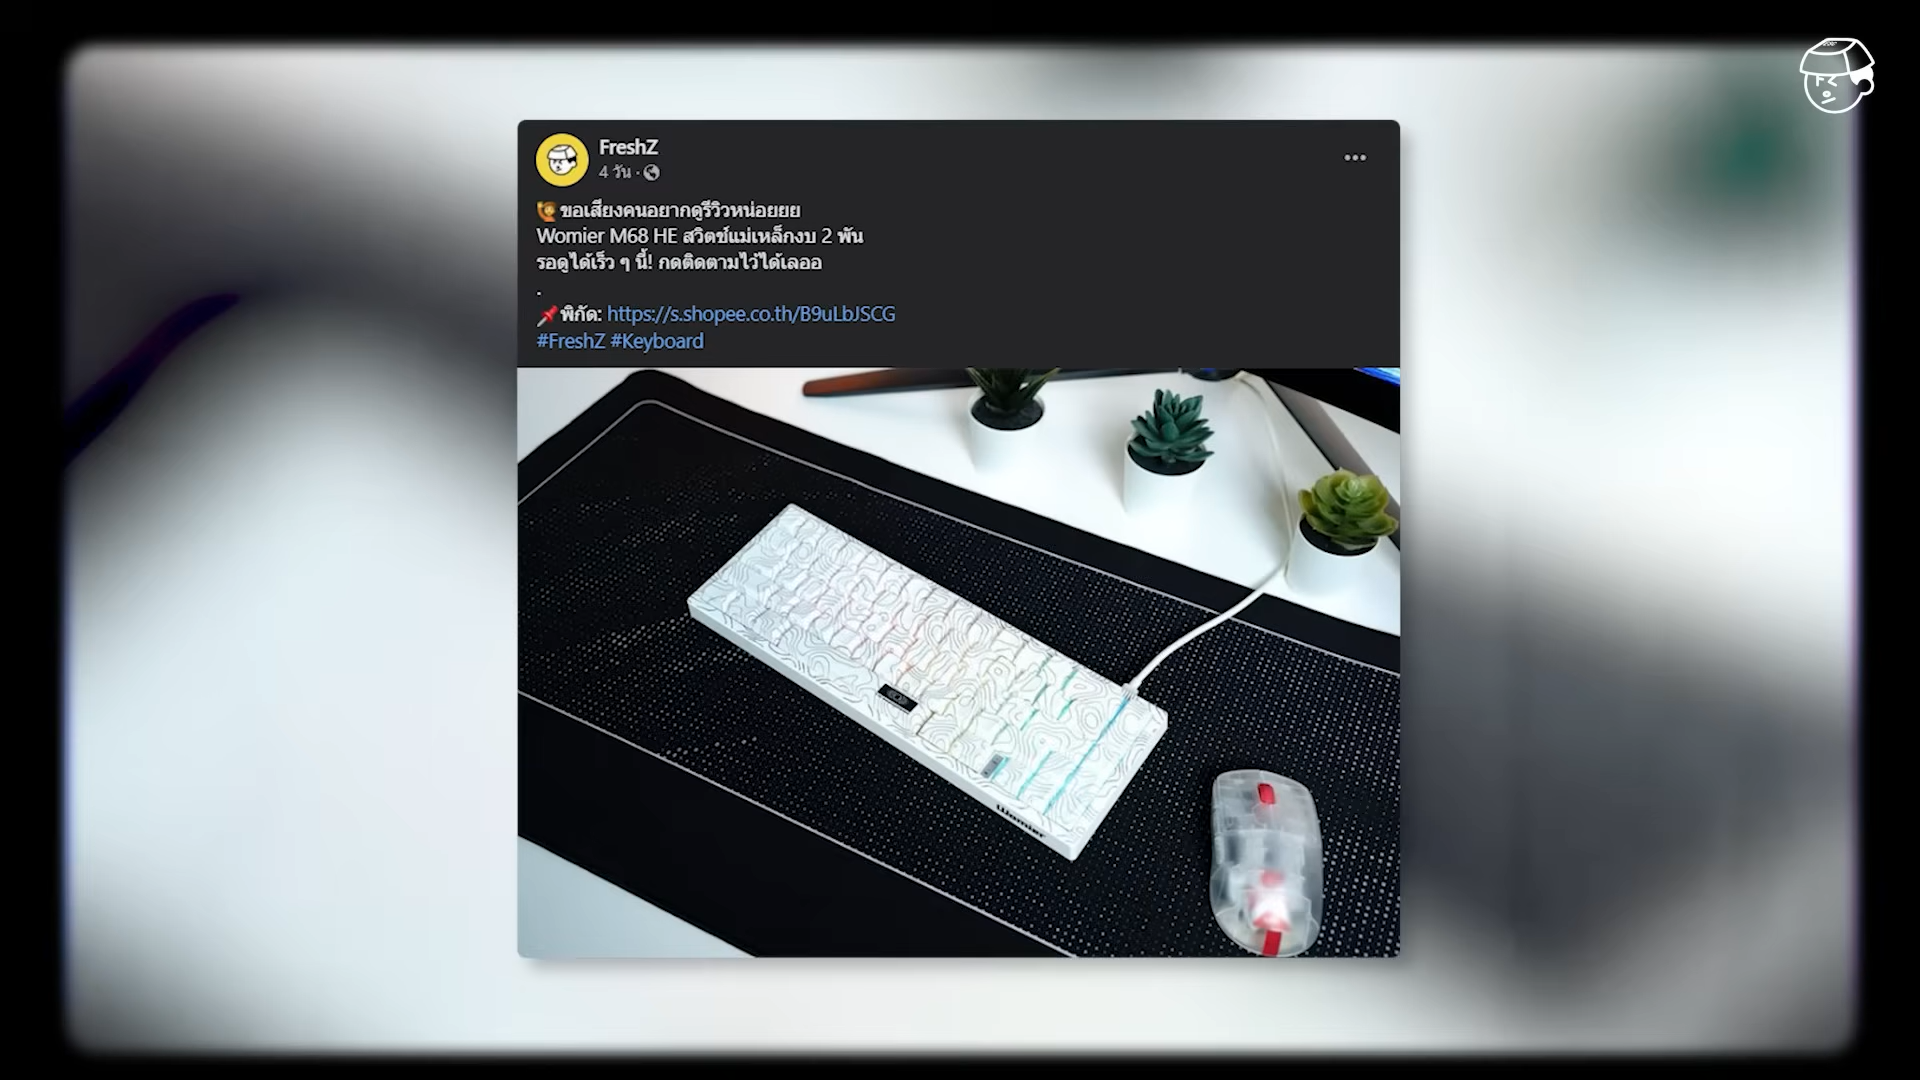 FreshZ
4 วัน ·
🙋ขอเสียงคนอยากดูรีวิวหน่อยยย
Womier M68 HE สวิตช์แม่เหล็กงบ 2 พัน
รอดูได้เร็ว ๆ นี้! กดติดตามไว้ได้เลออ
.
📌พิกัด: https://s.shopee.co.th/B9uLbJSCG
#FreshZ #Keyboard
Womier